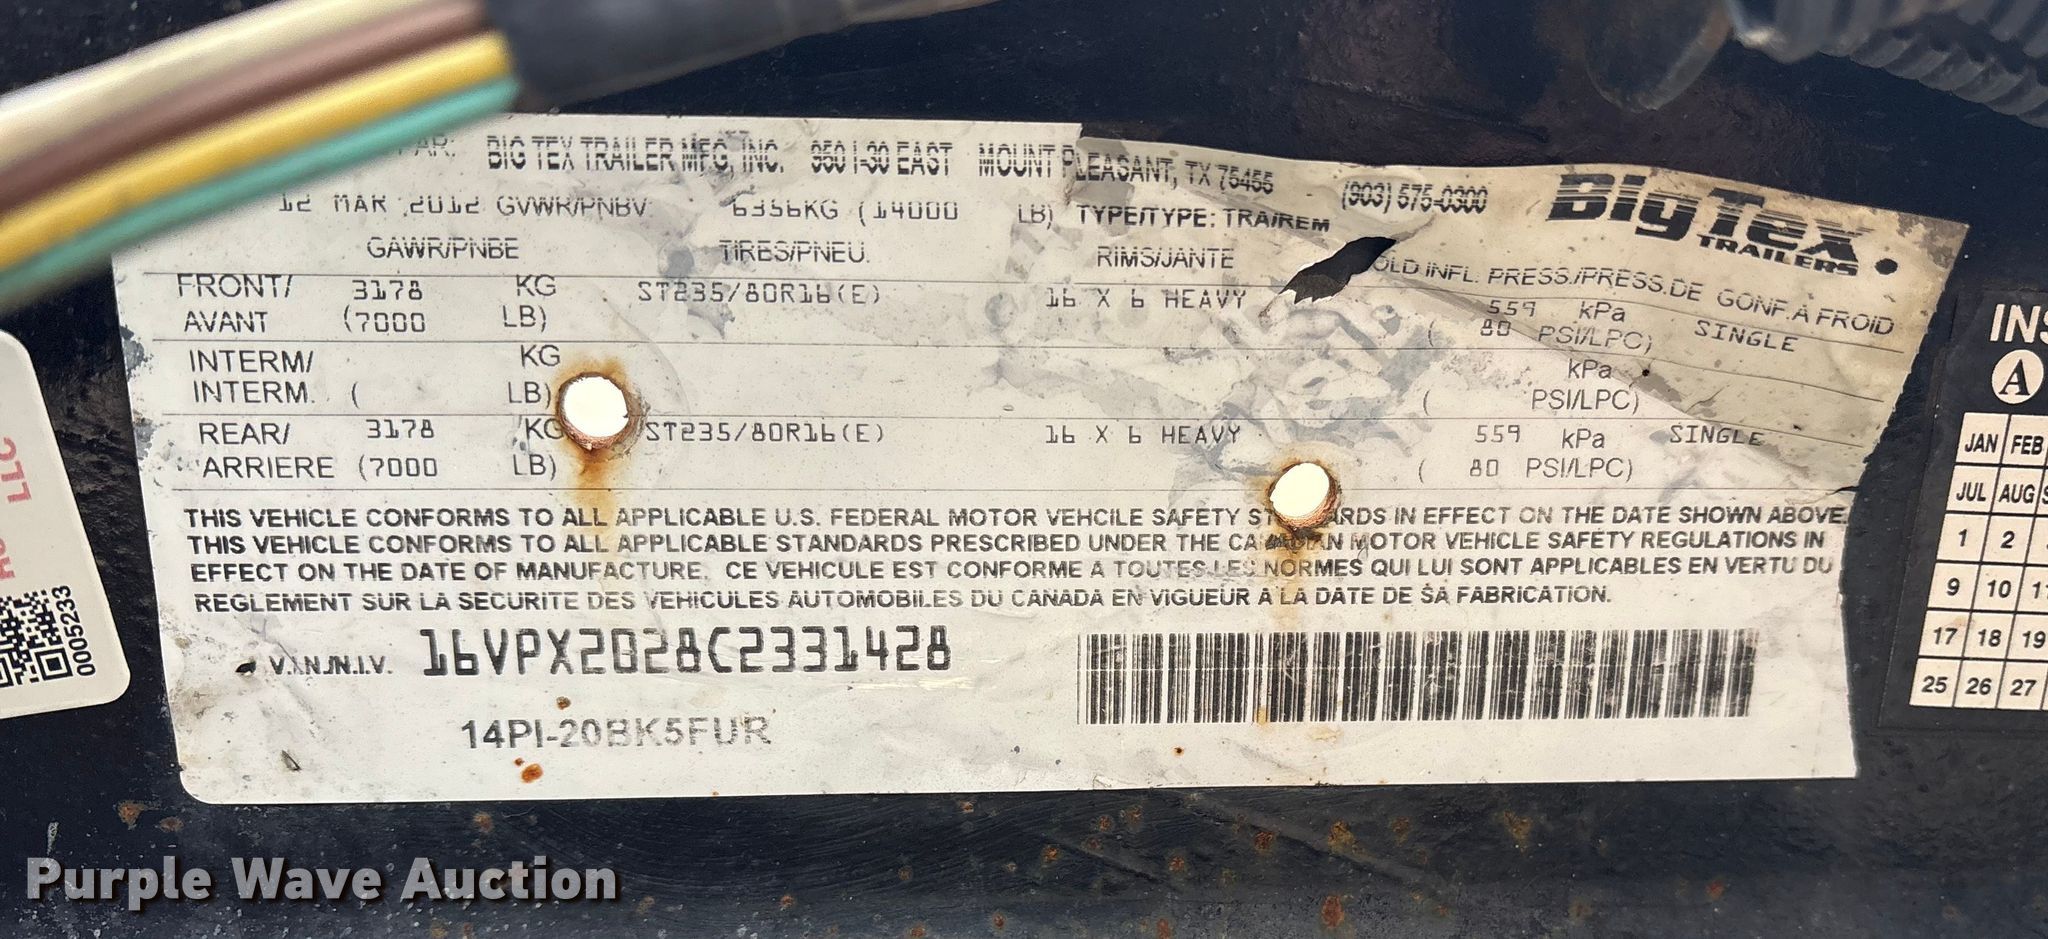 PAR: BIG TEX TRAILER MFG, INC. 950 I-30 EAST MOUNT PLEASANT, TX 75455 (903) 575-0300 Big Tex TRAILERS
12 MAR 2012 GVWR/PNBV: 6356KG (14000 LB) TYPE/TYPE: TRA/REM
GAWR/PNBE TIRES/PNEU. RIMS/JANTE OLD INFL. PRESS./PRESS.DE GONF.A FROID
FRONT/ 3178 KG ST235/80R16(E) 16 X 6 HEAVY 559 kPa SINGLE
AVANT (7000 LB) ( 80 PSI/LPC)
INTERM/ KG kPa
INTERM. ( LB) ( PSI/LPC)
REAR/ 3178 KG ST235/80R16(E) 16 X 6 HEAVY 559 kPa SINGLE
ARRIERE (7000 LB) ( 80 PSI/LPC)
THIS VEHICLE CONFORMS TO ALL APPLICABLE U.S. FEDERAL MOTOR VEHCILE SAFETY ST RDS IN EFFECT ON THE DATE SHOWN ABOVE.
THIS VEHICLE CONFORMS TO ALL APPLICABLE STANDARDS PRESCRIBED UNDER THE CANADIAN MOTOR VEHICLE SAFETY REGULATIONS IN
EFFECT ON THE DATE OF MANUFACTURE. CE VEHICULE EST CONFORME A TOUTES LES NORMES QUI LUI SONT APPLICABLES EN VERTU DU
REGLEMENT SUR LA SECURITE DES VEHICULES AUTOMOBILES DU CANADA EN VIGUEUR A LA DATE DE SA FABRICATION.
V.I.N./N.I.V. 16VPX2028C2331428
14PI-20BK5FUR
LLC
0005233
INS
A
JAN FEB
JUL AUG S
1 2
9 10 11
17 18 19
25 26 27
Purple Wave Auction